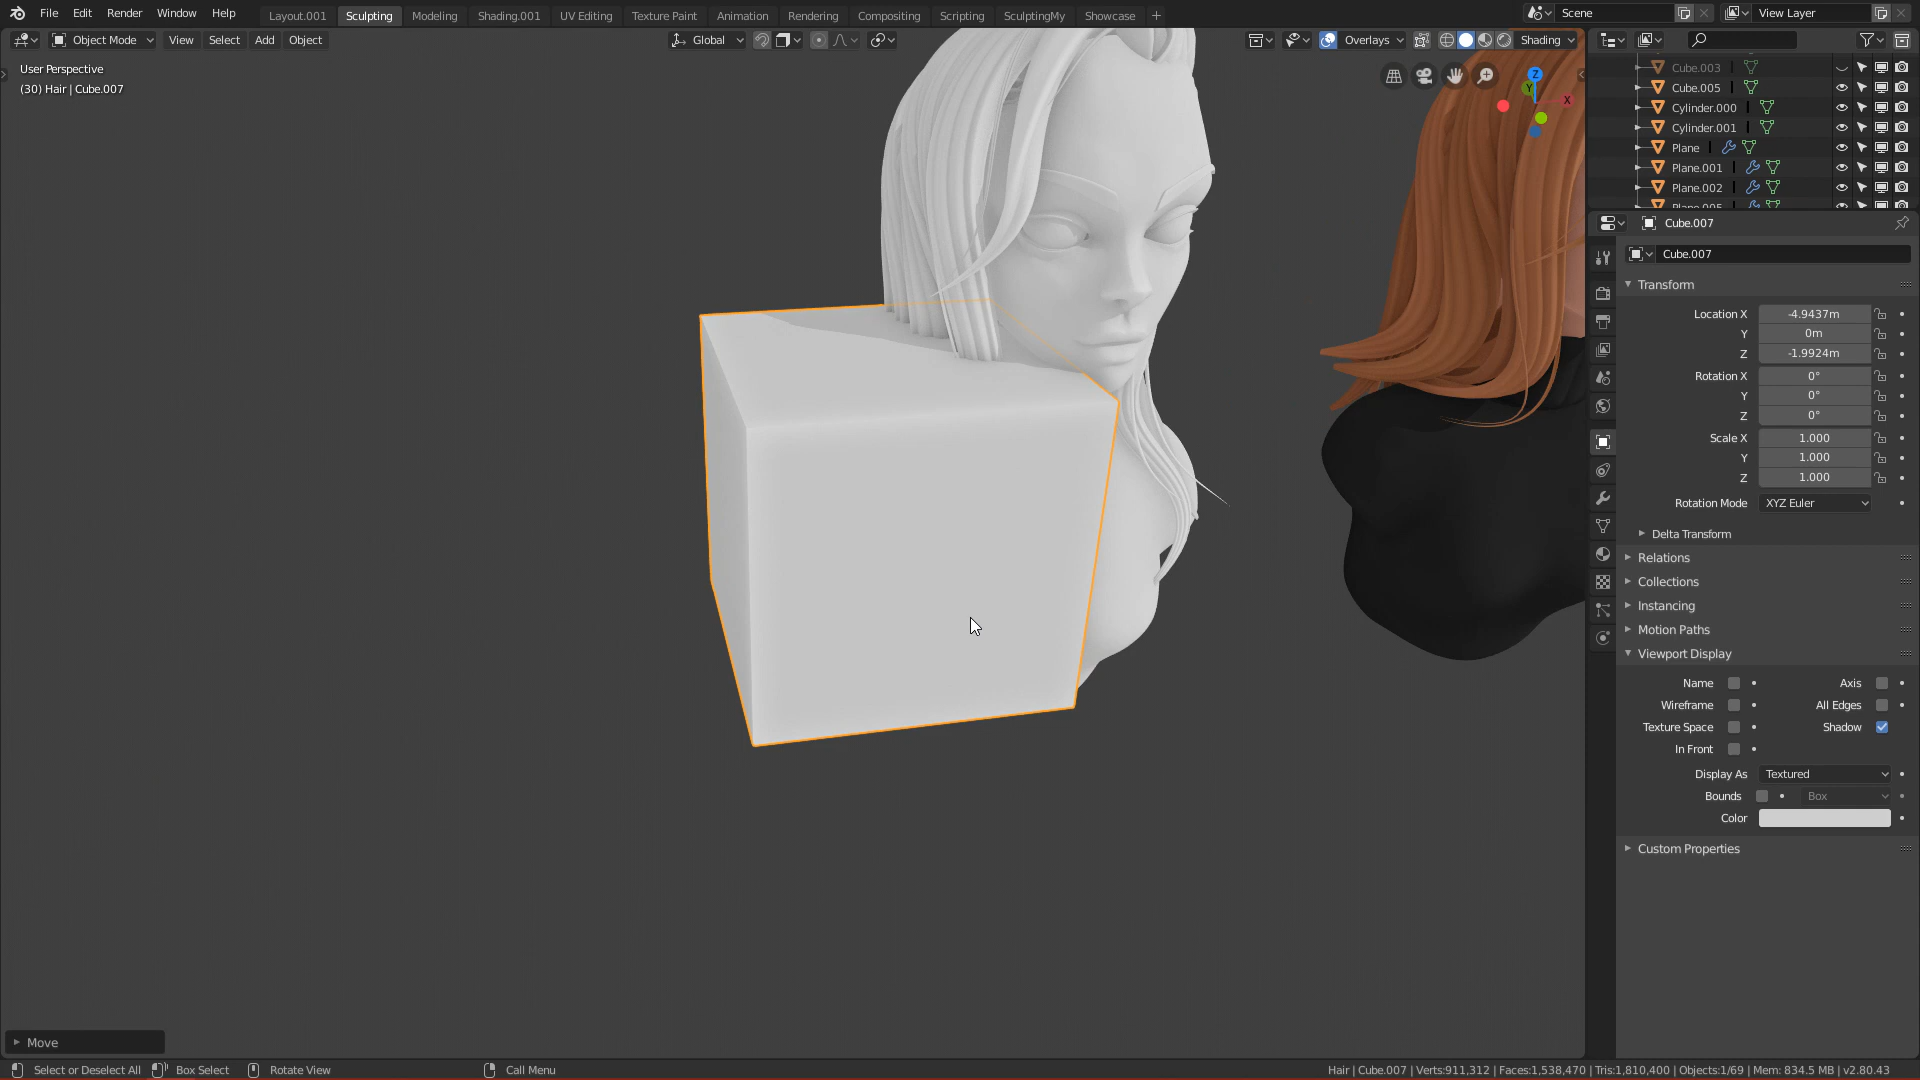 File Edit Render Window Help Layout.001 Sculpting Modeling Shading.001 UV Editing Texture Paint Animation Rendering Compositing Scripting SculptingMy Showcase + Scene View Layer
Object Mode View Select Add Object Global Overlays Shading
User Perspective
(30) Hair | Cube.007
Z
Y
X
Cube.003
Cube.005
Cylinder.000
Cylinder.001
Plane
Plane.001
Plane.002
Plane.005
Cube.007
Cube.007
Transform
Location X -4.9437m
Y 0m
Z -1.9924m
Rotation X 0°
Y 0°
Z 0°
Scale X 1.000
Y 1.000
Z 1.000
Rotation Mode XYZ Euler
Delta Transform
Relations
Collections
Instancing
Motion Paths
Viewport Display
Name Axis
Wireframe All Edges
Texture Space Shadow
In Front
Display As Textured
Bounds Box
Color
Custom Properties
Move
Select or Deselect All Box Select Rotate View Call Menu Hair | Cube.007 | Verts:911,312 | Faces:1,538,470 | Tris:1,810,400 | Objects:1/69 | Mem: 834.5 MB | v2.80.43